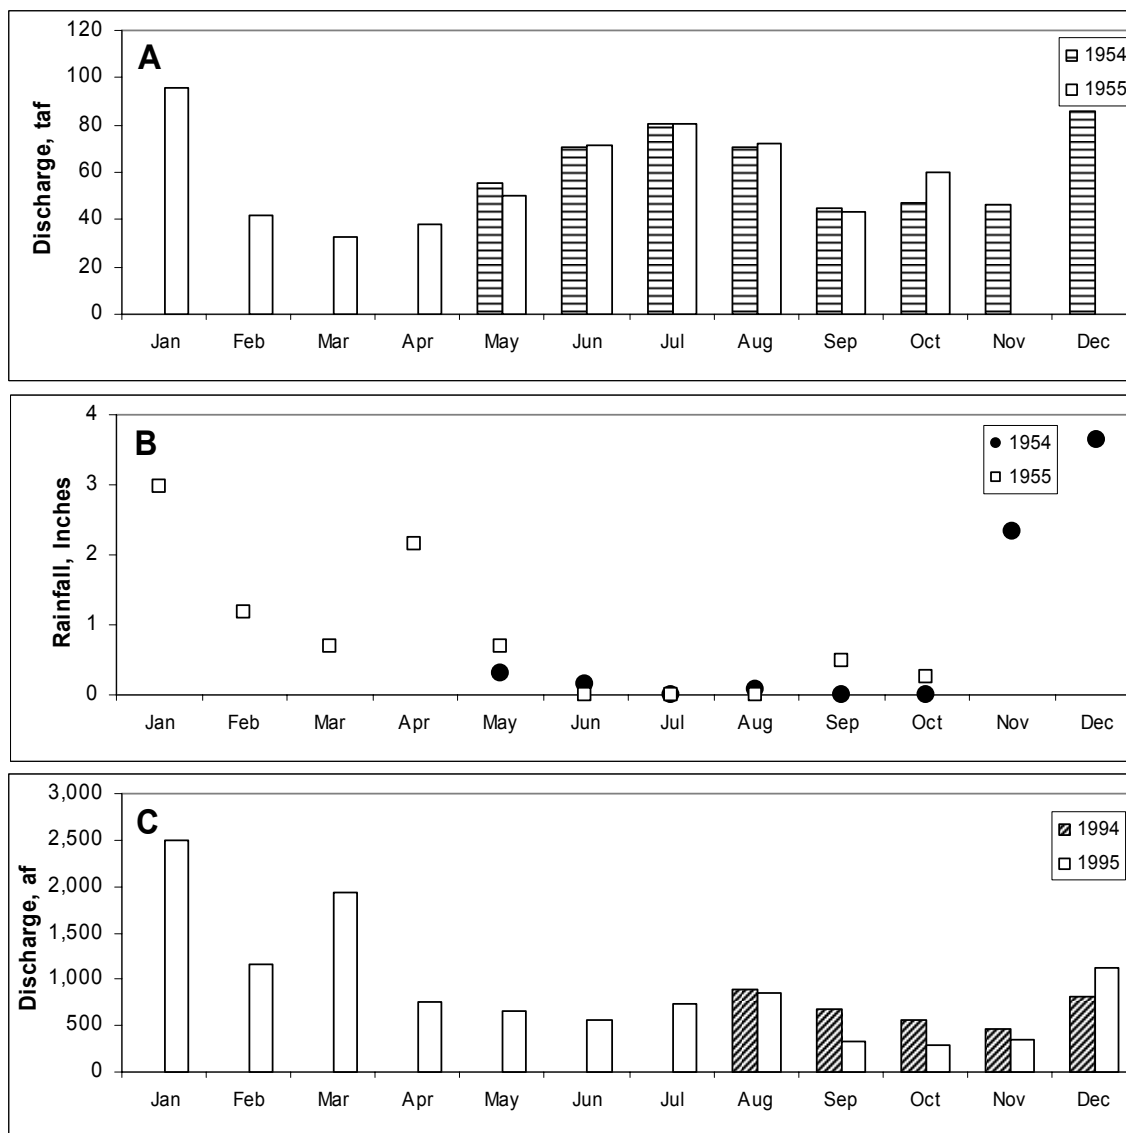 A
Discharge, taf
120
100
80
60
40
20
0
Jan Feb Mar Apr May Jun Jul Aug Sep Oct Nov Dec
1954
1955
B
Rainfall, Inches
4
3
2
1
0
Jan Feb Mar Apr May Jun Jul Aug Sep Oct Nov Dec
1954
1955
C
Discharge, af
3,000
2,500
2,000
1,500
1,000
500
0
Jan Feb Mar Apr May Jun Jul Aug Sep Oct Nov Dec
1994
1995